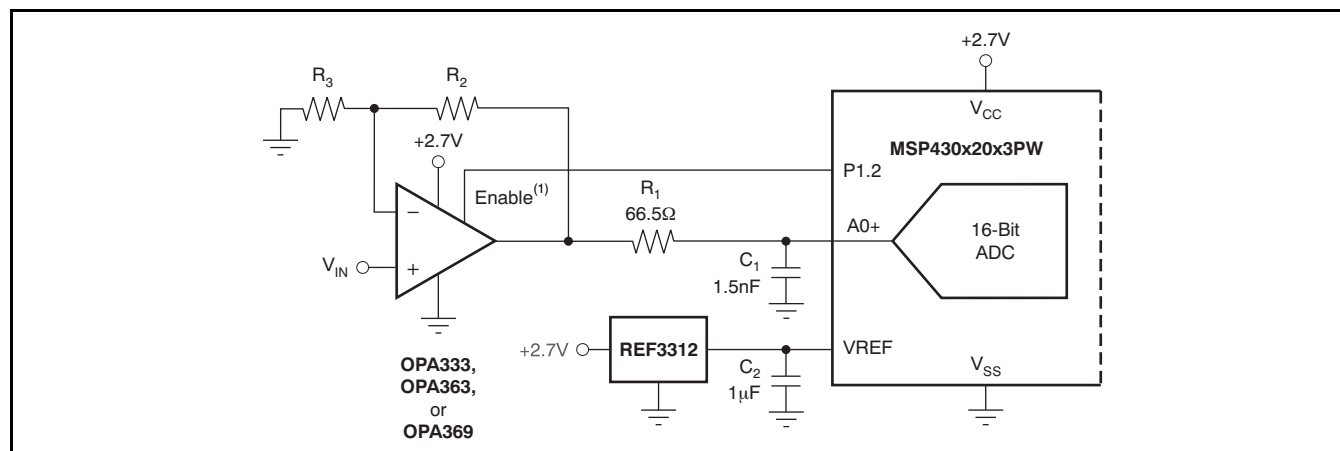 +2.7V
R3
R2
VCC
+2.7V
MSP430x20x3PW
Enable(1)
P1.2
R1
66.5Ω
−
A0+
16-Bit
ADC
VIN
+
C1
1.5nF
+2.7V
REF3312
VREF
C2
1μF
VSS
OPA333,
OPA363,
or
OPA369